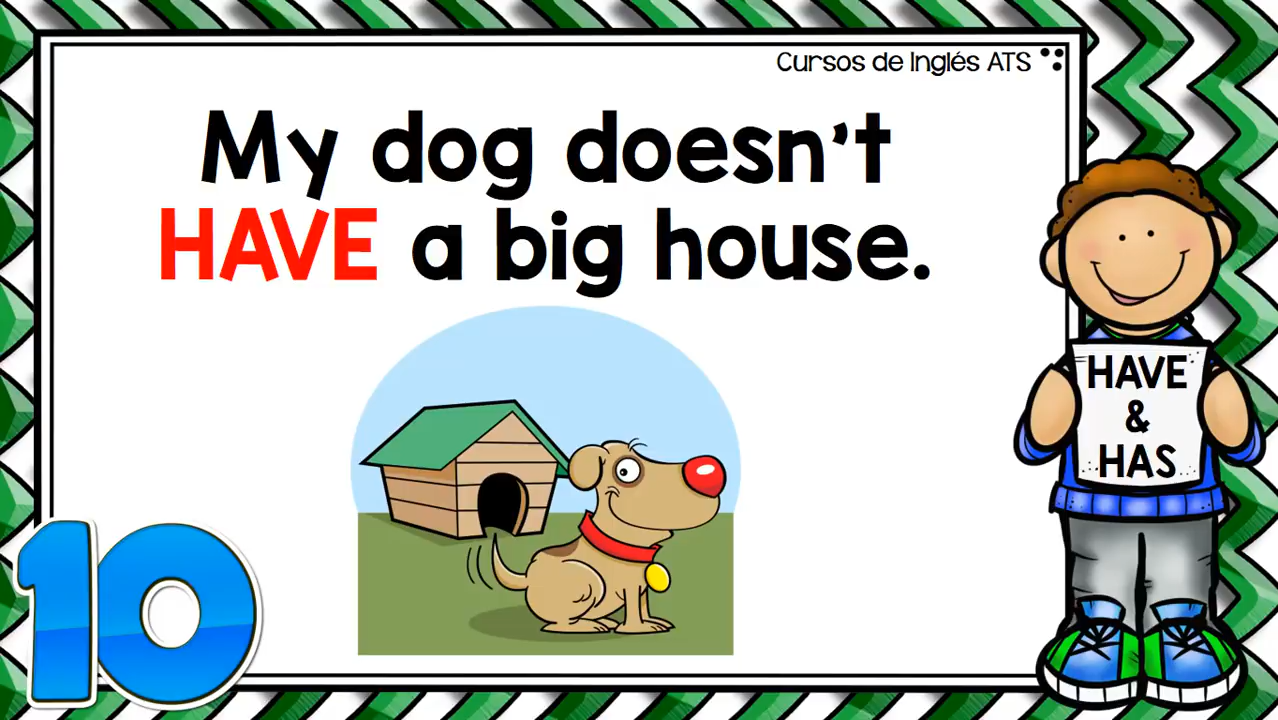 Cursos de Inglés ATS
My dog doesn't
HAVE a big house.
HAVE
&
HAS
10